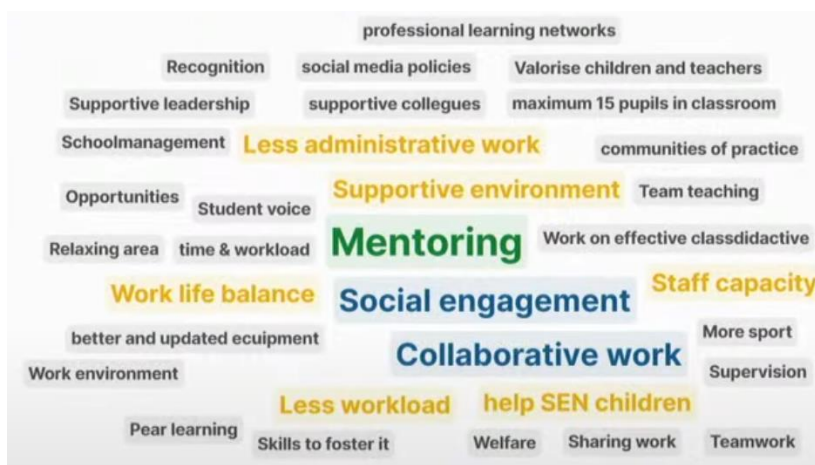 professional learning networks
Recognition
social media policies
Valorise children and teachers
Supportive leadership
supportive collegues
maximum 15 pupils in classroom
Schoolmanagement
Less administrative work
communities of practice
Opportunities
Student voice
Supportive environment
Team teaching
Relaxing area
time & workload
Mentoring
Work on effective classdidactive
Work life balance
Social engagement
Staff capacity
better and updated ecuipment
Collaborative work
More sport
Work environment
Supervision
Less workload
help SEN children
Pear learning
Skills to foster it
Welfare
Sharing work
Teamwork